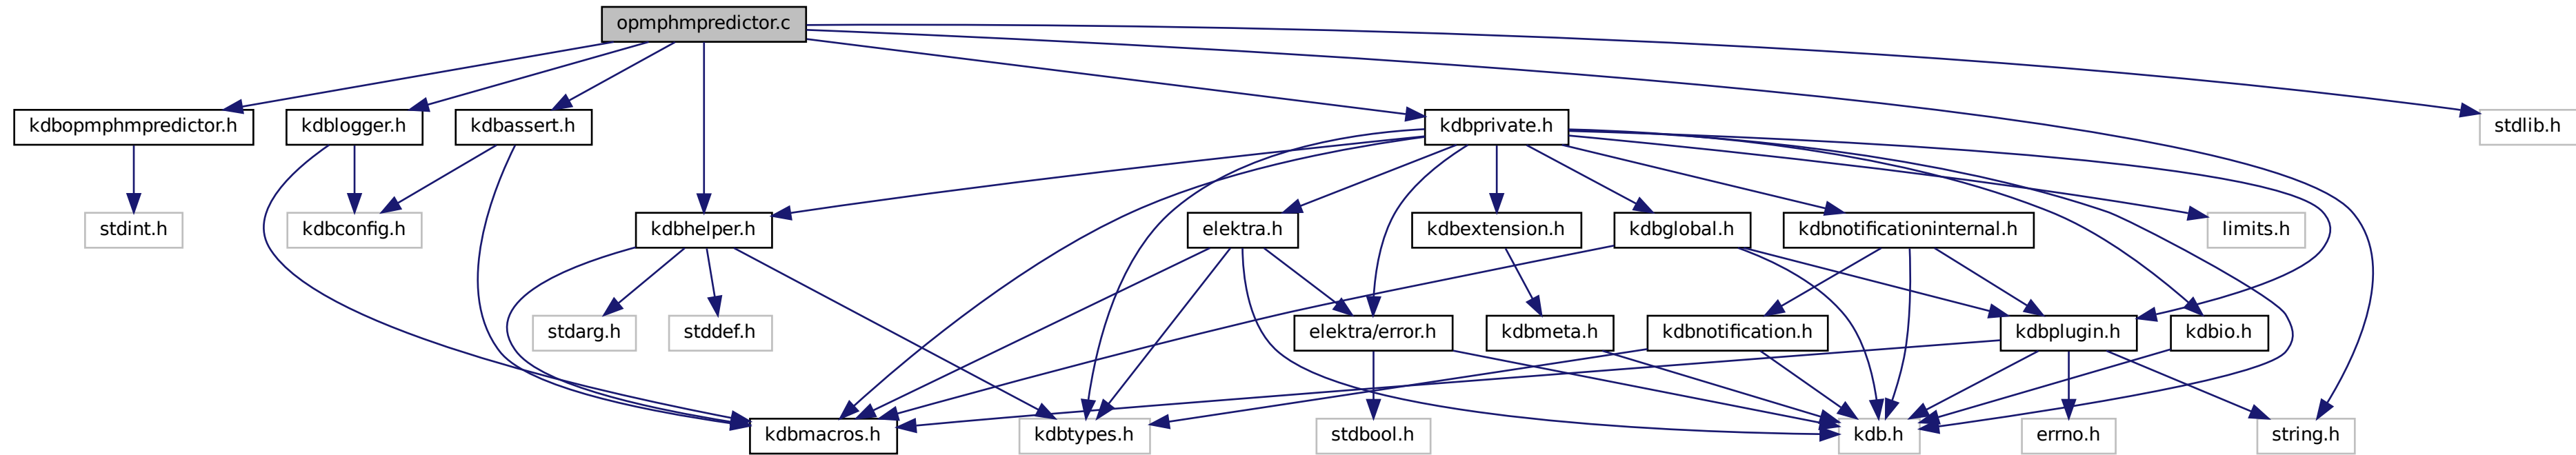 opmphmpredictor.c
kdbopmphmpredictor.h
kdblogger.h
kdbassert.h
kdbprivate.h
stdlib.h
stdint.h
kdbconfig.h
kdbhelper.h
elektra.h
kdbextension.h
kdbglobal.h
kdbnotificationinternal.h
limits.h
stdarg.h
stddef.h
elektra/error.h
kdbmeta.h
kdbnotification.h
kdbplugin.h
kdbio.h
kdbmacros.h
kdbtypes.h
stdbool.h
kdb.h
errno.h
string.h